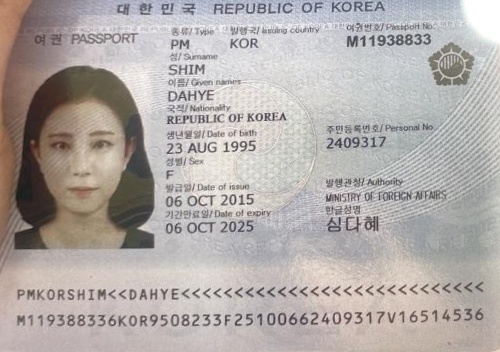 대 한 민 국 REPUBLIC OF KOREA
여권 PASSPORT
종류/ Type 발행국/ Issuing country 여권번호/ Passport No.
PM KOR M11938833
성/ Surname
SHIM
이름/ Given names
DAHYE
국적/ Nationality
REPUBLIC OF KOREA
생년월일/ Date of birth 주민등록번호/ Personal No
23 AUG 1995 2409317
성별/ Sex
F
발급일/ Date of issue 발행관청/ Authority
06 OCT 2015 MINISTRY OF FOREIGN AFFAIRS
기간만료일/ Date of expiry 한글성명
06 OCT 2025 심다혜
PMKORSHIM<<DAHYE<<<<<<<<<<<<<<<<<<<<<<<<<<<<
M119388336KOR9508233F25100662409317V16514536